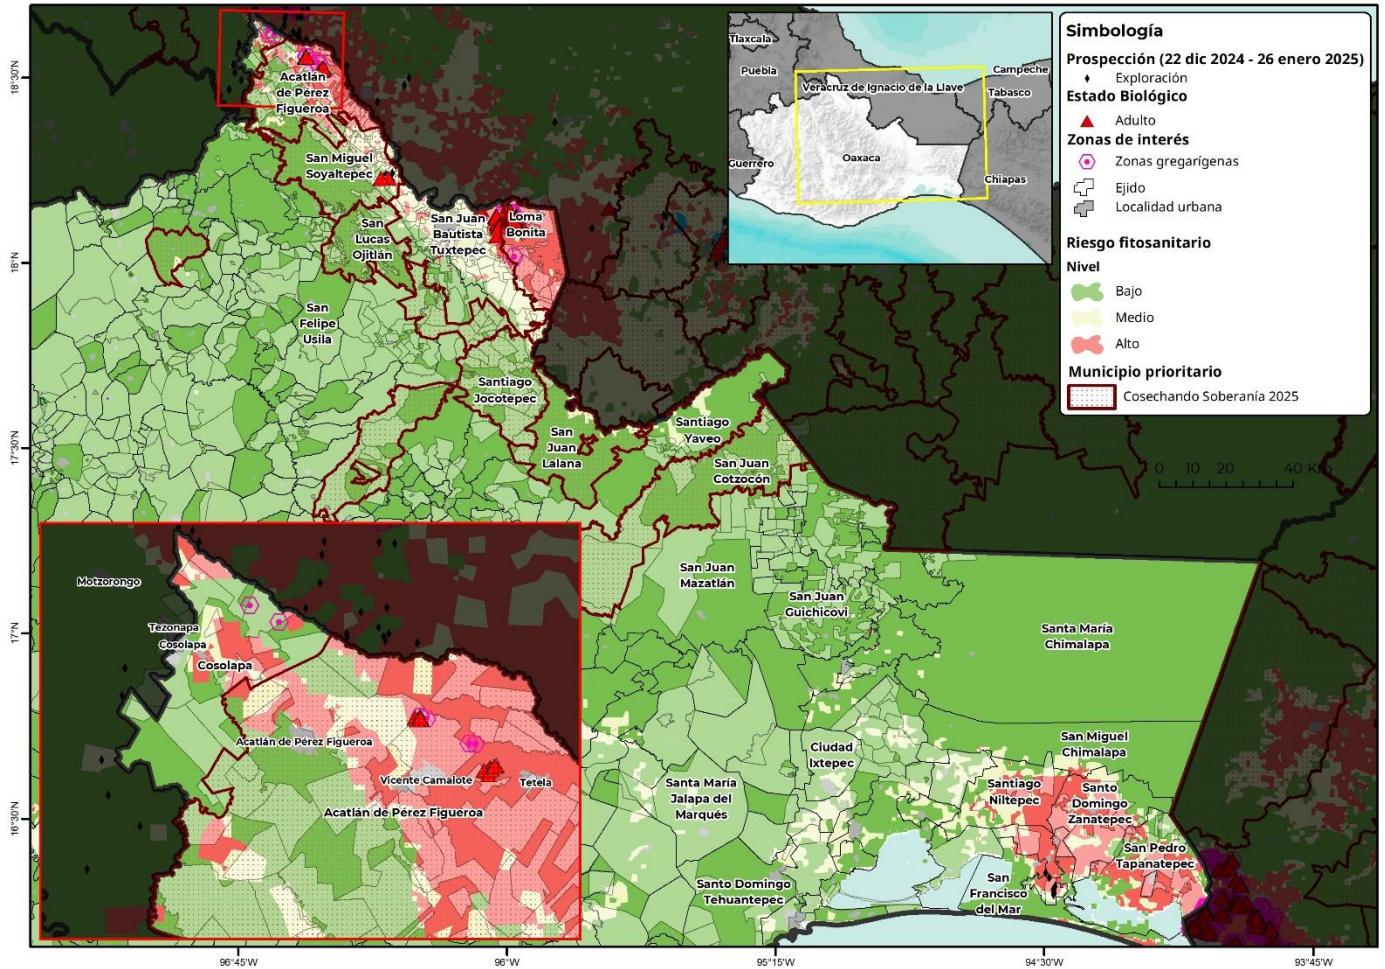 Simbología
Prospección (22 dic 2024 - 26 enero 2025)
Exploración
Estado Biológico
Adulto
Zonas de interés
Zonas gregarígenas
Ejido
Localidad urbana
Riesgo fitosanitario
Nivel
Bajo
Medio
Alto
Municipio prioritario
Cosechando Soberanía 2025
Tlaxcala
Puebla
Veracruz de Ignacio de la Llave
Campeche
Tabasco
Guerrero
Oaxaca
Chiapas
0 10 20 40 Km
Acatlán
de Pérez
Figueroa
San Miguel
Soyaltepec
San
Lucas
Ojitlán
San Juan
Bautista
Tuxtepec
Loma
Bonita
San
Felipe
Usila
Santiago
Jocotepec
San
Juan
Lalana
Santiago
Yaveo
San Juan
Cotzocón
San Juan
Mazatlán
San Juan
Guichicovi
Santa María
Chimalapa
San Miguel
Chimalapa
Ciudad
Ixtepec
Santa María
Jalapa del
Marqués
Santiago
Niltepec
Santo
Domingo
Zanatepec
San Pedro
Tapanatepec
Santo Domingo
Tehuantepec
San
Francisco
del Mar
Motzorongo
Tezonapa
Cosolapa
Cosolapa
Acatlán de Pérez Figueroa
Vicente Camalote
Tetela
Acatlán de Pérez Figueroa
18°30'N
18°N
17°30'N
17°N
16°30'N
96°45'W
96°W
95°15'W
94°30'W
93°45'W